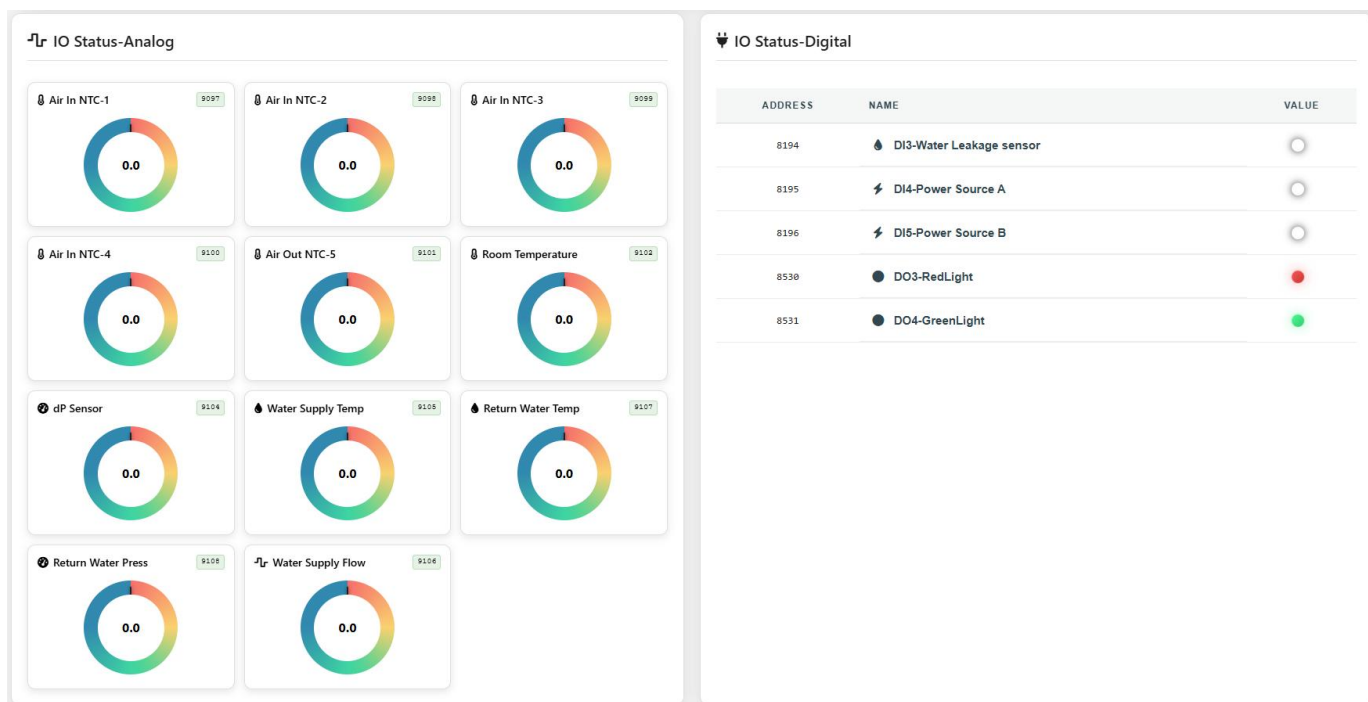 IO Status-Analog
Air In NTC-1 9097
0.0
Air In NTC-2 9098
0.0
Air In NTC-3 9099
0.0
Air In NTC-4 9100
0.0
Air Out NTC-5 9101
0.0
Room Temperature 9102
0.0
dP Sensor 9104
0.0
Water Supply Temp 9105
0.0
Return Water Temp 9107
0.0
Return Water Press 9108
0.0
Water Supply Flow 9106
0.0
IO Status-Digital
ADDRESS NAME VALUE
8194 DI3-Water Leakage sensor
8195 DI4-Power Source A
8196 DI5-Power Source B
8530 DO3-RedLight
8531 DO4-GreenLight